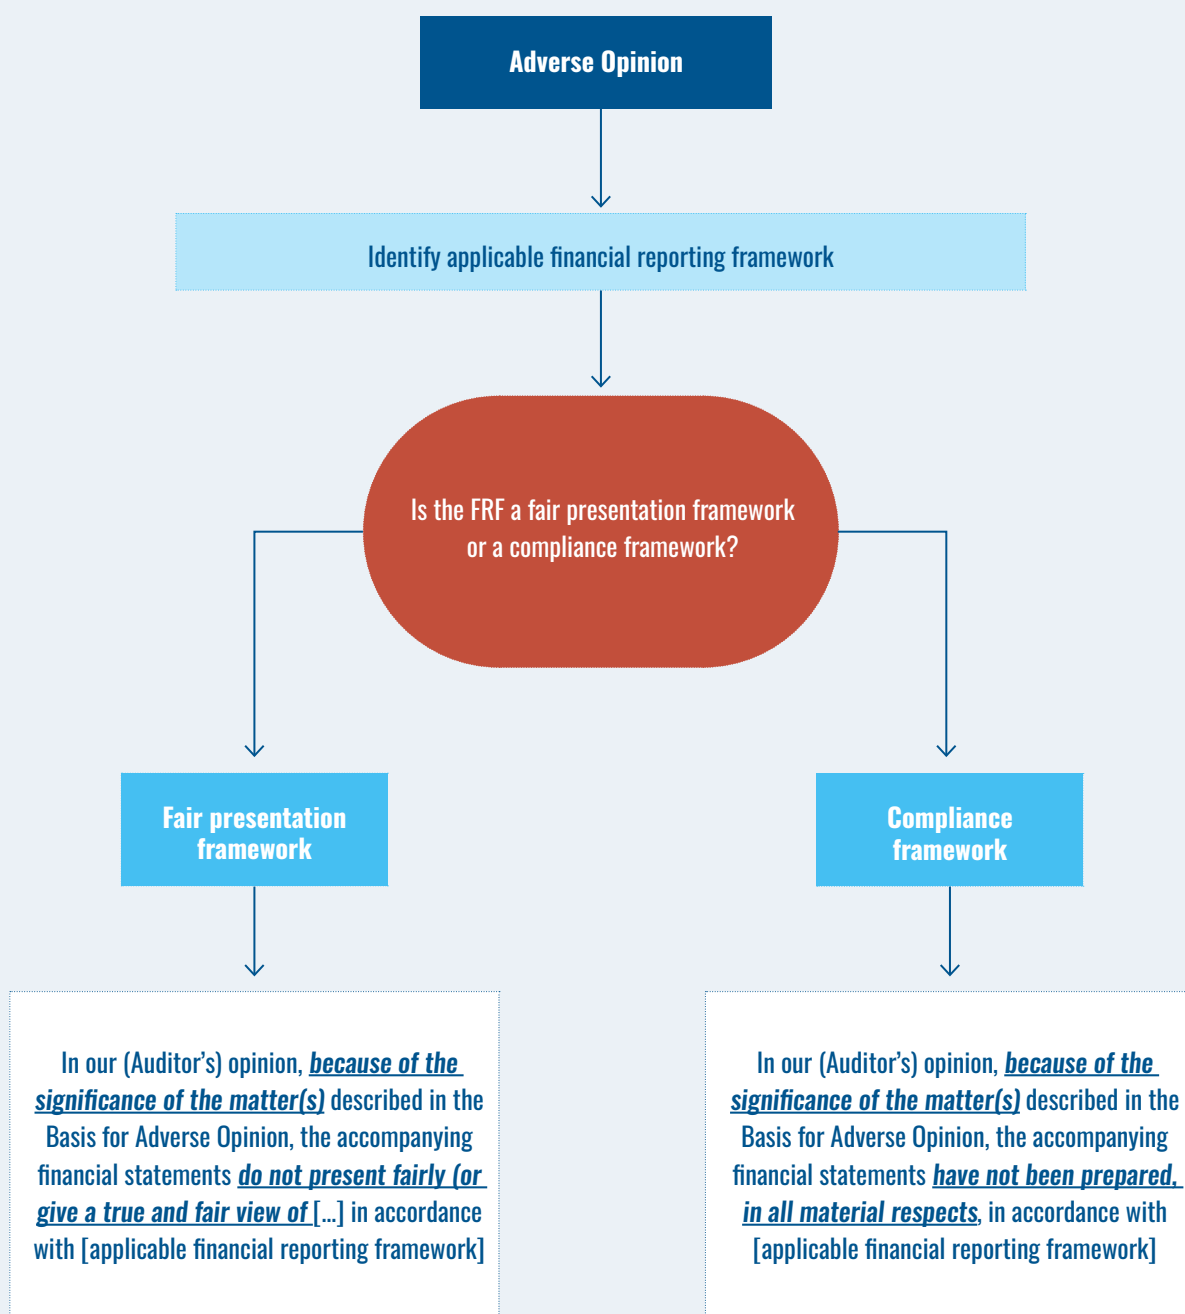 Adverse Opinion
Identify applicable financial reporting framework
Is the FRF a fair presentation framework
or a compliance framework?
Fair presentation
framework
Compliance
framework
In our (Auditor’s) opinion, because of the
significance of the matter(s) described in the
Basis for Adverse Opinion, the accompanying
financial statements do not present fairly (or
give a true and fair view of [...] in accordance
with [applicable financial reporting framework]
In our (Auditor’s) opinion, because of the
significance of the matter(s) described in the
Basis for Adverse Opinion, the accompanying
financial statements have not been prepared,
in all material respects, in accordance with
[applicable financial reporting framework]